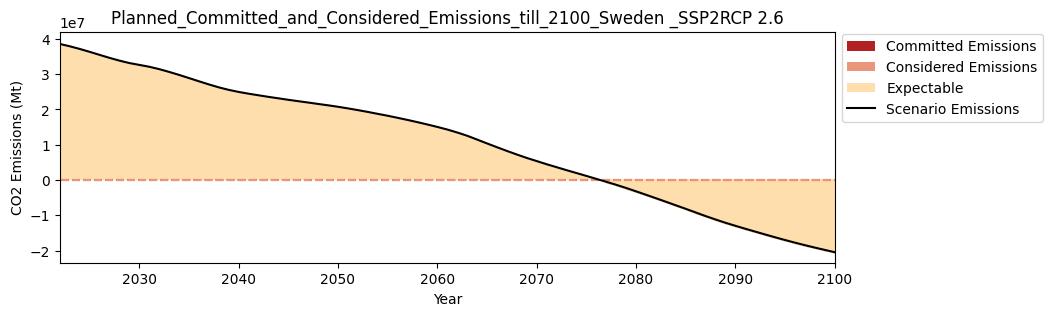 Planned_Committed_and_Considered_Emissions_till_2100_Sweden _SSP2RCP 2.6
1e7
4
3
2
1
0
−1
−2
CO2 Emissions (Mt)
2030 2040 2050 2060 2070 2080 2090 2100
Year
Committed Emissions
Considered Emissions
Expectable
Scenario Emissions